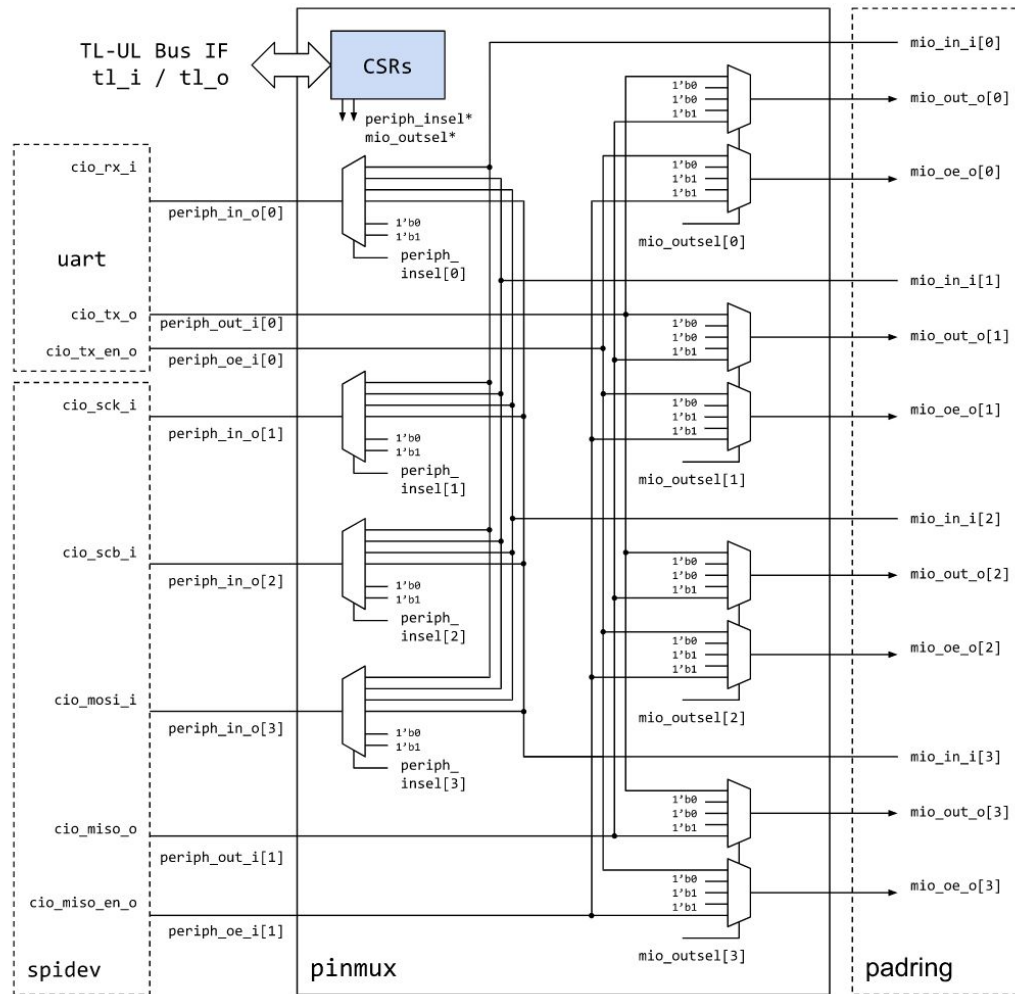 TL-UL Bus IF
tl_i / tl_o
CSRs
periph_insel*
mio_outsel*
mio_in_i[0]
1'b0
1'b0
1'b1
mio_out_o[0]
1'b0
1'b1
1'b1
mio_oe_o[0]
mio_outsel[0]
cio_rx_i
periph_in_o[0]
1'b0
1'b1
periph_
insel[0]
uart
mio_in_i[1]
cio_tx_o
periph_out_i[0]
cio_tx_en_o
periph_oe_i[0]
1'b0
1'b0
1'b1
mio_out_o[1]
1'b0
1'b1
1'b1
mio_oe_o[1]
mio_outsel[1]
cio_sck_i
periph_in_o[1]
1'b0
1'b1
periph_
insel[1]
mio_in_i[2]
cio_scb_i
periph_in_o[2]
1'b0
1'b1
periph_
insel[2]
1'b0
1'b0
1'b1
mio_out_o[2]
1'b0
1'b1
1'b1
mio_oe_o[2]
mio_outsel[2]
cio_mosi_i
periph_in_o[3]
1'b0
1'b1
periph_
insel[3]
mio_in_i[3]
cio_miso_o
periph_out_i[1]
1'b0
1'b0
1'b1
mio_out_o[3]
cio_miso_en_o
periph_oe_i[1]
1'b0
1'b1
1'b1
mio_oe_o[3]
mio_outsel[3]
spidev
pinmux
padring